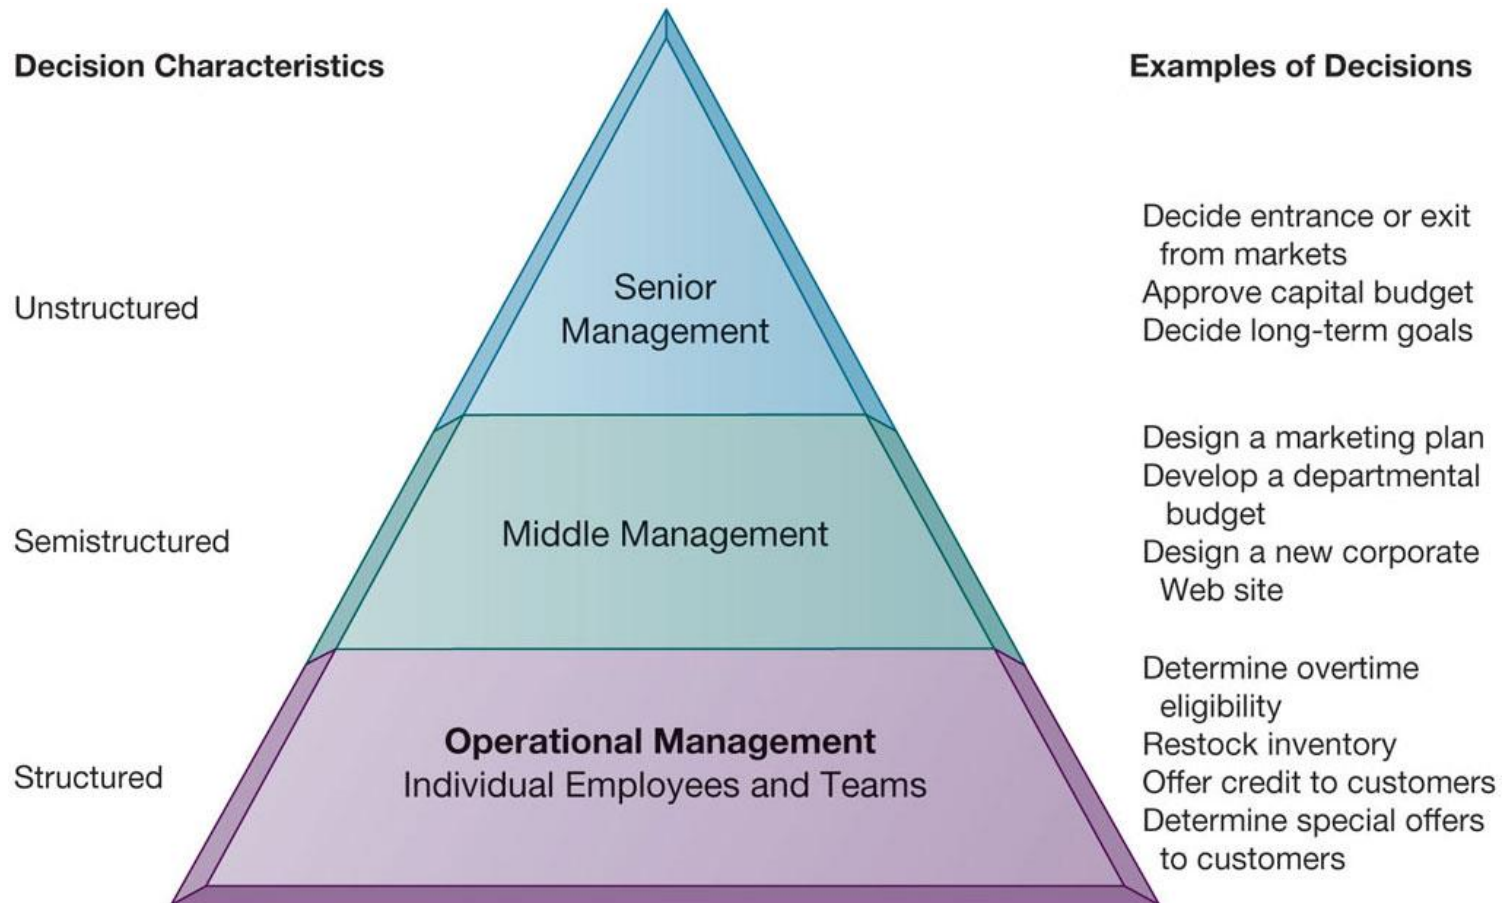 Decision Characteristics
Examples of Decisions
Unstructured
Senior
Management
Decide entrance or exit
from markets
Approve capital budget
Decide long-term goals
Semistructured
Middle Management
Design a marketing plan
Develop a departmental
budget
Design a new corporate
Web site
Structured
Operational Management
Individual Employees and Teams
Determine overtime
eligibility
Restock inventory
Offer credit to customers
Determine special offers
to customers